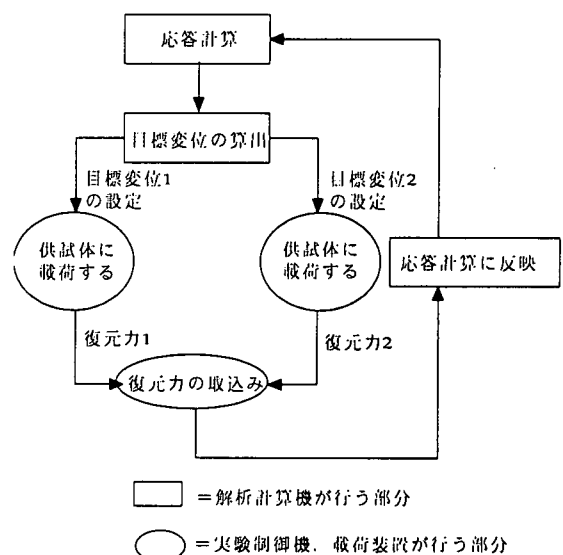 応答計算
目標変位の算出
目標変位1
の設定
目標変位2
の設定
供試体に
載荷する
供試体に
載荷する
応答計算に反映
復元力1
復元力2
復元力の取込み
=解析計算機が行う部分
=実験制御機、載荷装置が行う部分